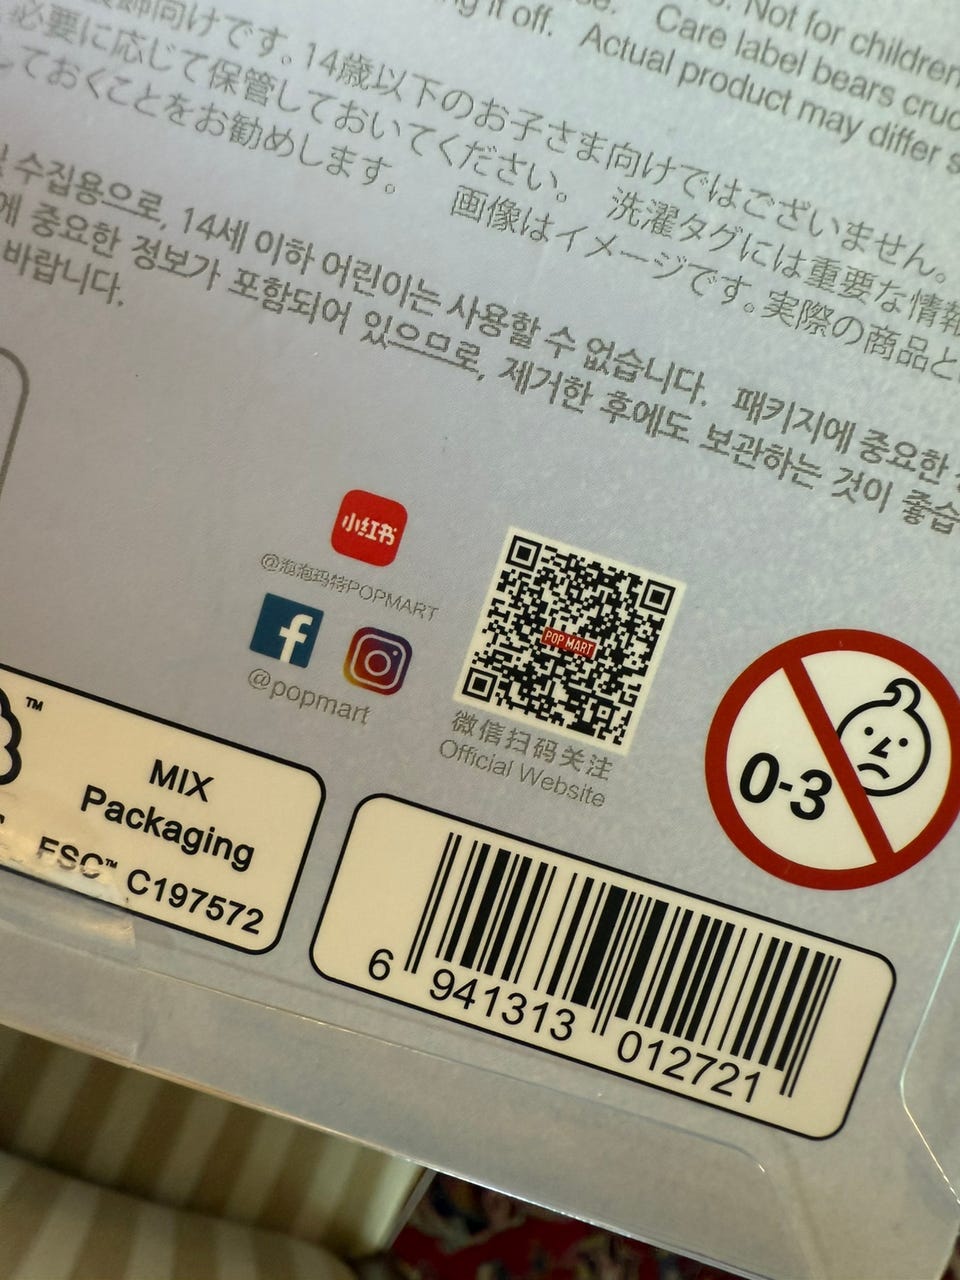 Not for children
Care label bears
it off. Actual product may differ
です。14歳以下のお子さま向けではございません。
必要に応じて保管しておいてください。 洗濯タグには重要な情報
しておくことをお勧めします。 画像はイメージです。実際の商品と
수집용으로, 14세 이하 어린이는 사용할 수 없습니다. 패키지에 중요한
에 중요한 정보가 포함되어 있으므로, 제거한 후에도 보관하는 것이 좋습
바랍니다.
小红书
@泡泡玛特POPMART
@popmart
POP MART
微信扫码关注
Official Website
0-3
TM
MIX
Packaging
FSC™ C197572
6 941313 012721